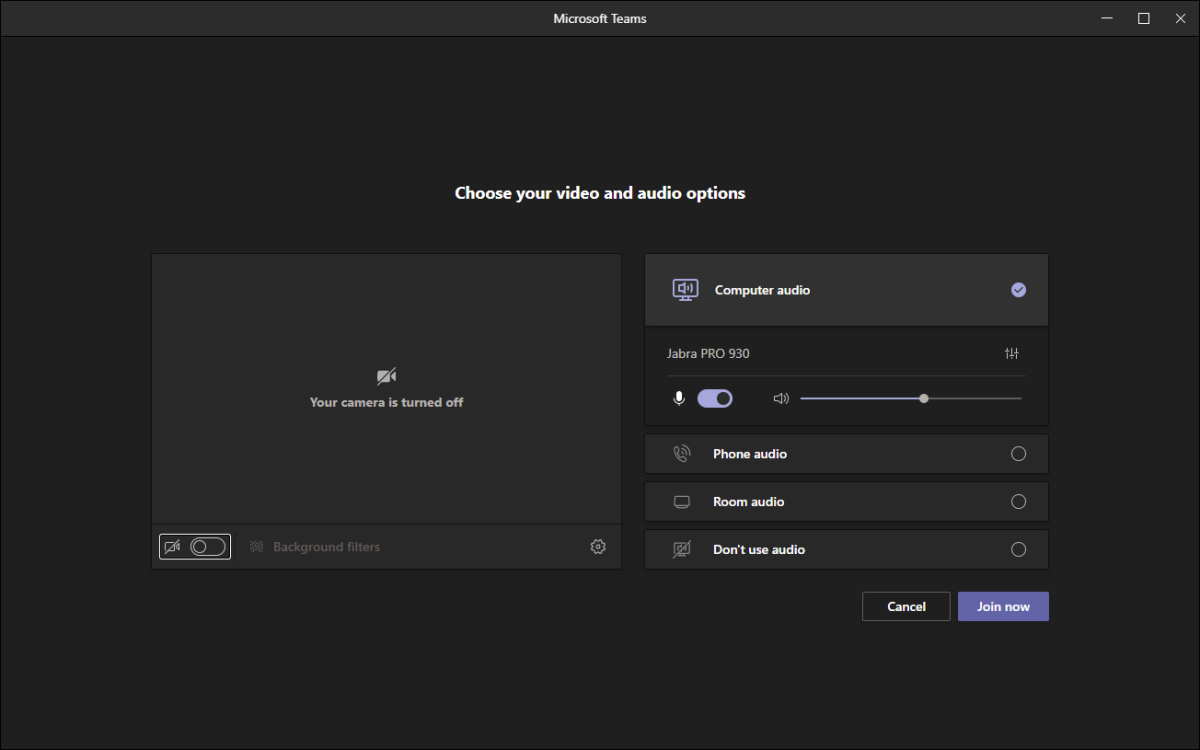 Microsoft Teams
Choose your video and audio options
Your camera is turned off
Background filters
Computer audio
Jabra PRO 930
Phone audio
Room audio
Don't use audio
Cancel
Join now